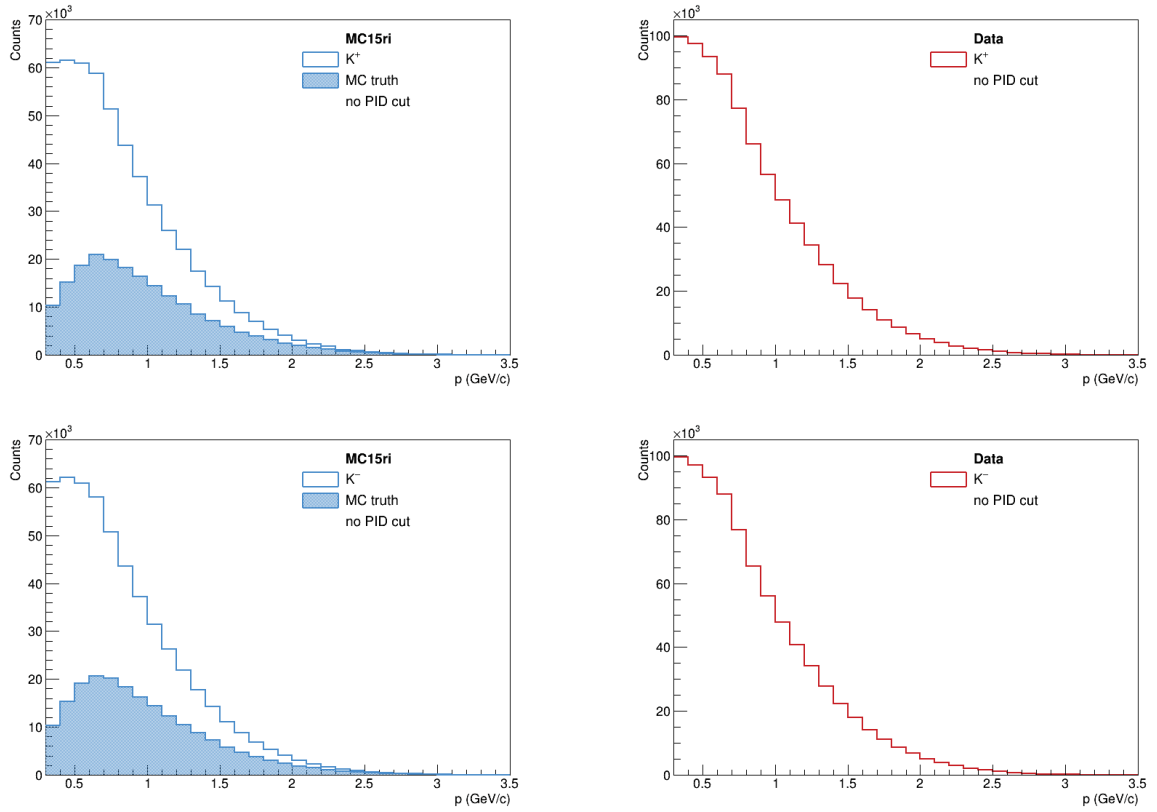 ×10³
Counts
70
60
50
40
30
20
10
0
MC15ri
K⁺
MC truth
no PID cut
0.5 1 1.5 2 2.5 3 3.5
p (GeV/c)
×10³
Counts
100
80
60
40
20
0
Data
K⁺
no PID cut
0.5 1 1.5 2 2.5 3 3.5
p (GeV/c)
×10³
Counts
70
60
50
40
30
20
10
0
MC15ri
K⁻
MC truth
no PID cut
0.5 1 1.5 2 2.5 3 3.5
p (GeV/c)
×10³
Counts
100
80
60
40
20
0
Data
K⁻
no PID cut
0.5 1 1.5 2 2.5 3 3.5
p (GeV/c)